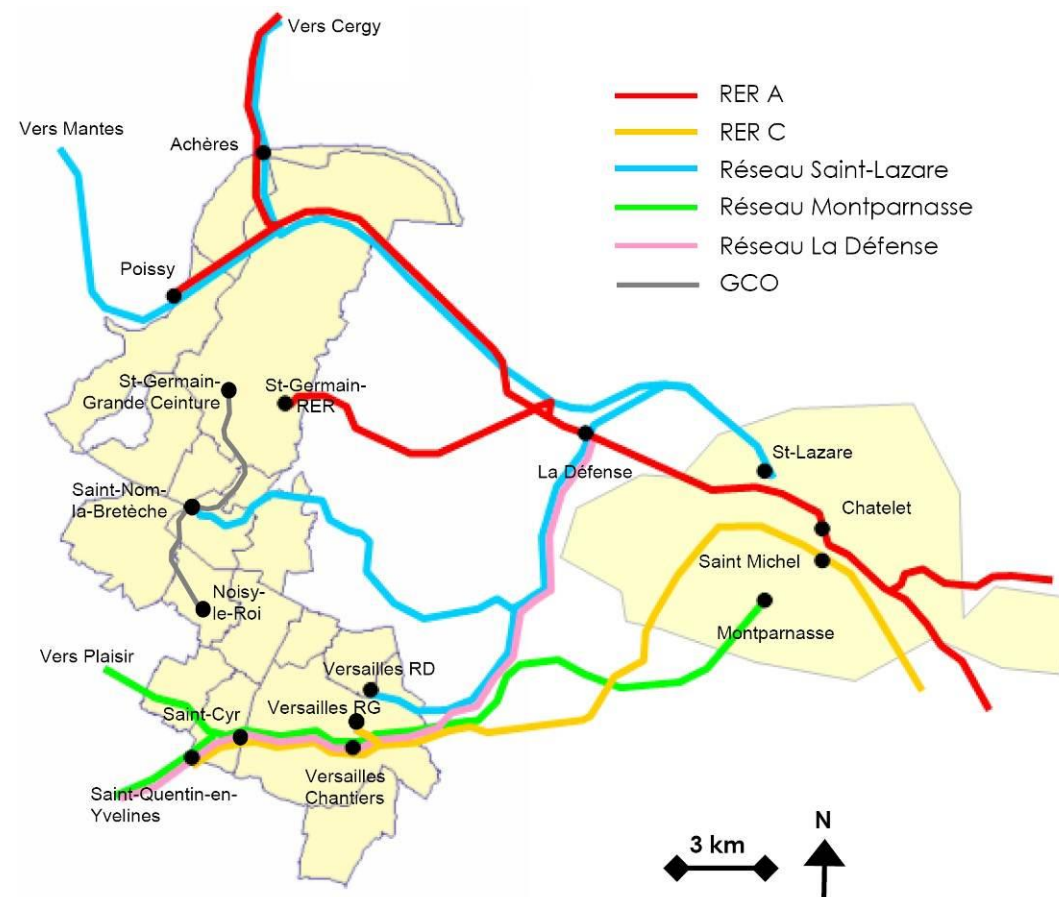 Vers Cergy
RER A
Vers Mantes
RER C
Achères
Réseau Saint-Lazare
Réseau Montparnasse
Réseau La Défense
Poissy
GCO
St-Germain-
Grande Ceinture
St-Germain-
RER
La Défense
St-Lazare
Saint-Nom-
la-Bretèche
Chatelet
Saint Michel
Noisy-
le-Roi
Montparnasse
Vers Plaisir
Versailles RD
Versailles RG
Saint-Cyr
Versailles
Chantiers
Saint-Quentin-en-
Yvelines
3 km
N